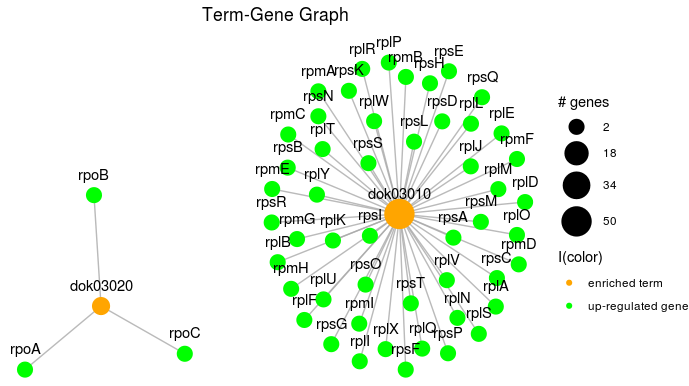 Term-Gene Graph
rplP
rplR
rpmB
rpsE
rpsH
rpmA
rpsK
rpsQ
rpsN
rplW
rpsD
rplL
rpmC
rplT
rpsL
rplE
rpsB
rpsS
rplJ
rpmF
rpmE
rplY
rplM
rplD
dok03010
rpsR
rpmG
rplK
rpsI
rpsA
rpsM
rplO
rplB
rpmD
rpmH
rplU
rpsO
rplV
rpsC
rplF
rpmI
rpsT
rplN
rplA
rpsG
rplX
rplQ
rpsP
rplS
rplI
rpsF
rpoB
dok03020
rpoA
rpoC
# genes
2
18
34
50
I(color)
enriched term
up-regulated gene